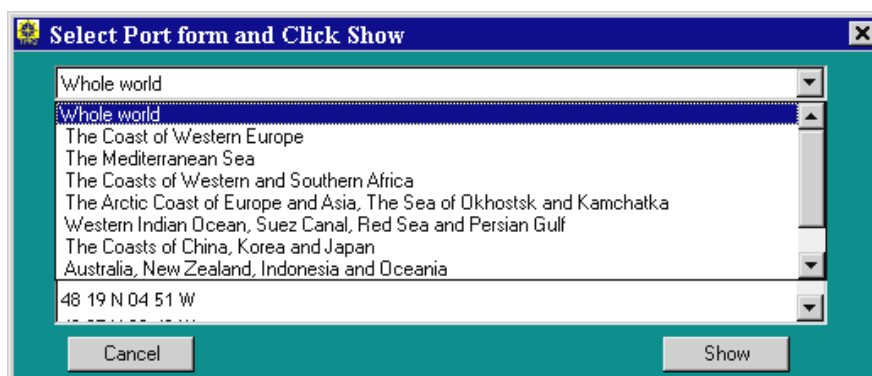 Select Port form and Click Show
Whole world
Whole world
The Coast of Western Europe
The Mediterranean Sea
The Coasts of Western and Southern Africa
The Arctic Coast of Europe and Asia, The Sea of Okhostsk and Kamchatka
Western Indian Ocean, Suez Canal, Red Sea and Persian Gulf
The Coasts of China, Korea and Japan
Australia, New Zealand, Indonesia and Oceania
48 19 N 04 51 W
Cancel
Show